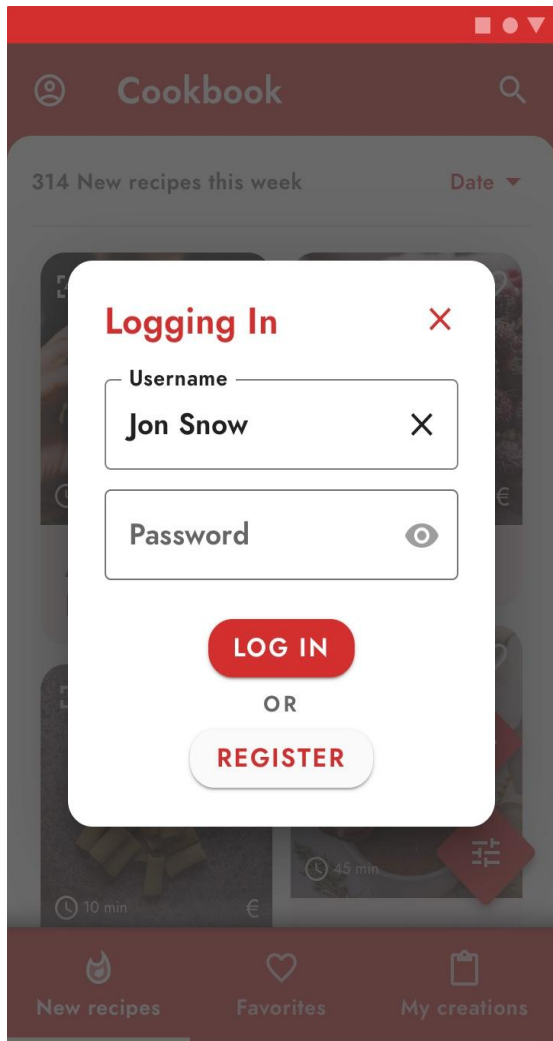 Cookbook
314 New recipes this week
Date
Logging In
Username
Jon Snow
Password
€
LOG IN
OR
REGISTER
45 min
10 min
€
New recipes
Favorites
My creations